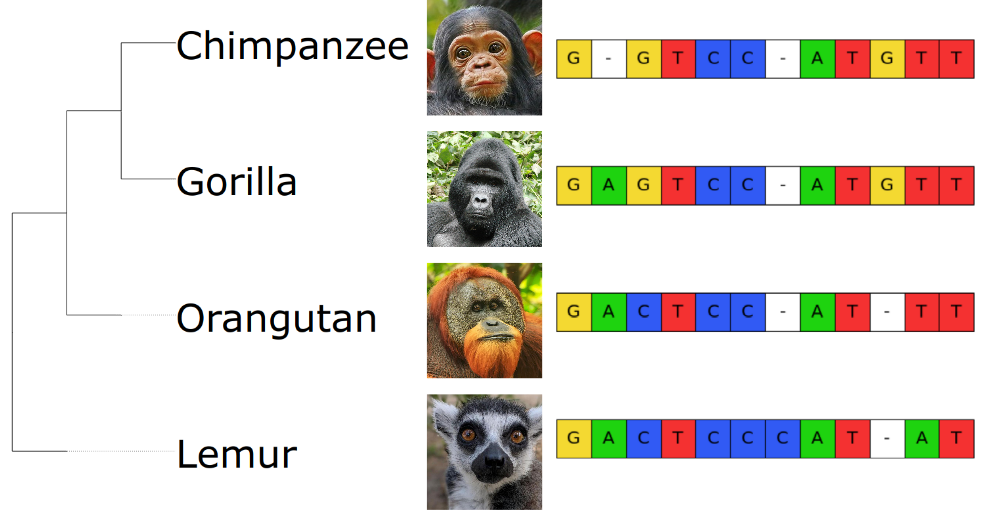 Chimpanzee G - G T C C - A T G T T
Gorilla G A G T C C - A T G T T
Orangutan G A C T C C - A T - T T
Lemur G A C T C C C A T - A T